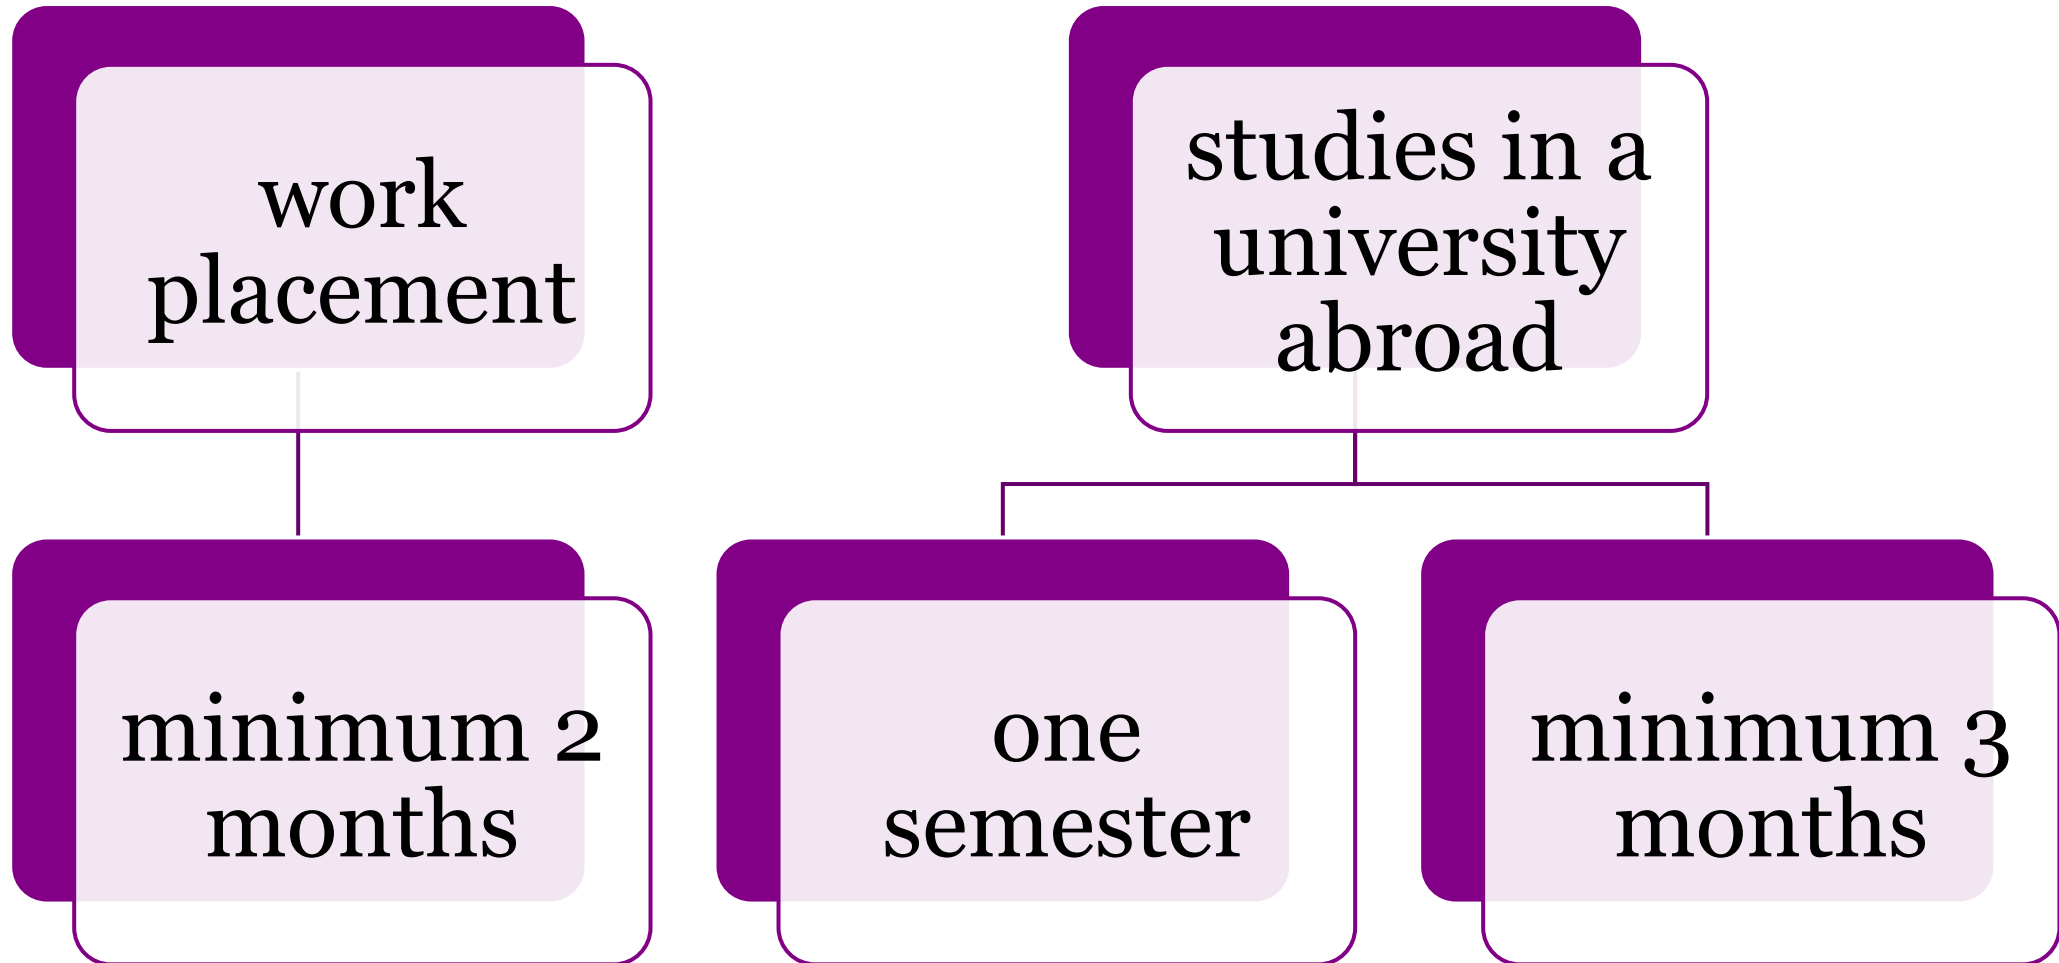 work
placement
studies in a
university
abroad
minimum 2
months
one
semester
minimum 3
months